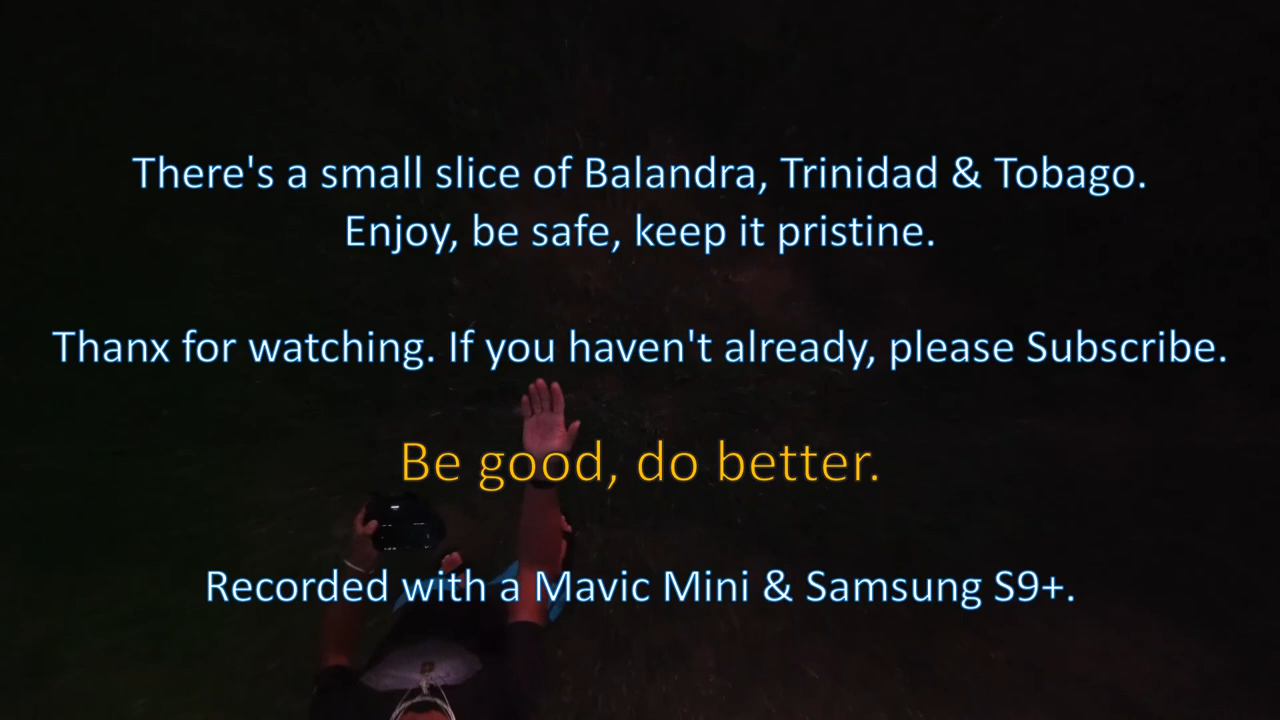 There's a small slice of Balandra, Trinidad & Tobago.
Enjoy, be safe, keep it pristine.
Thanx for watching. If you haven't already, please Subscribe.
Be good, do better.
Recorded with a Mavic Mini & Samsung S9+.